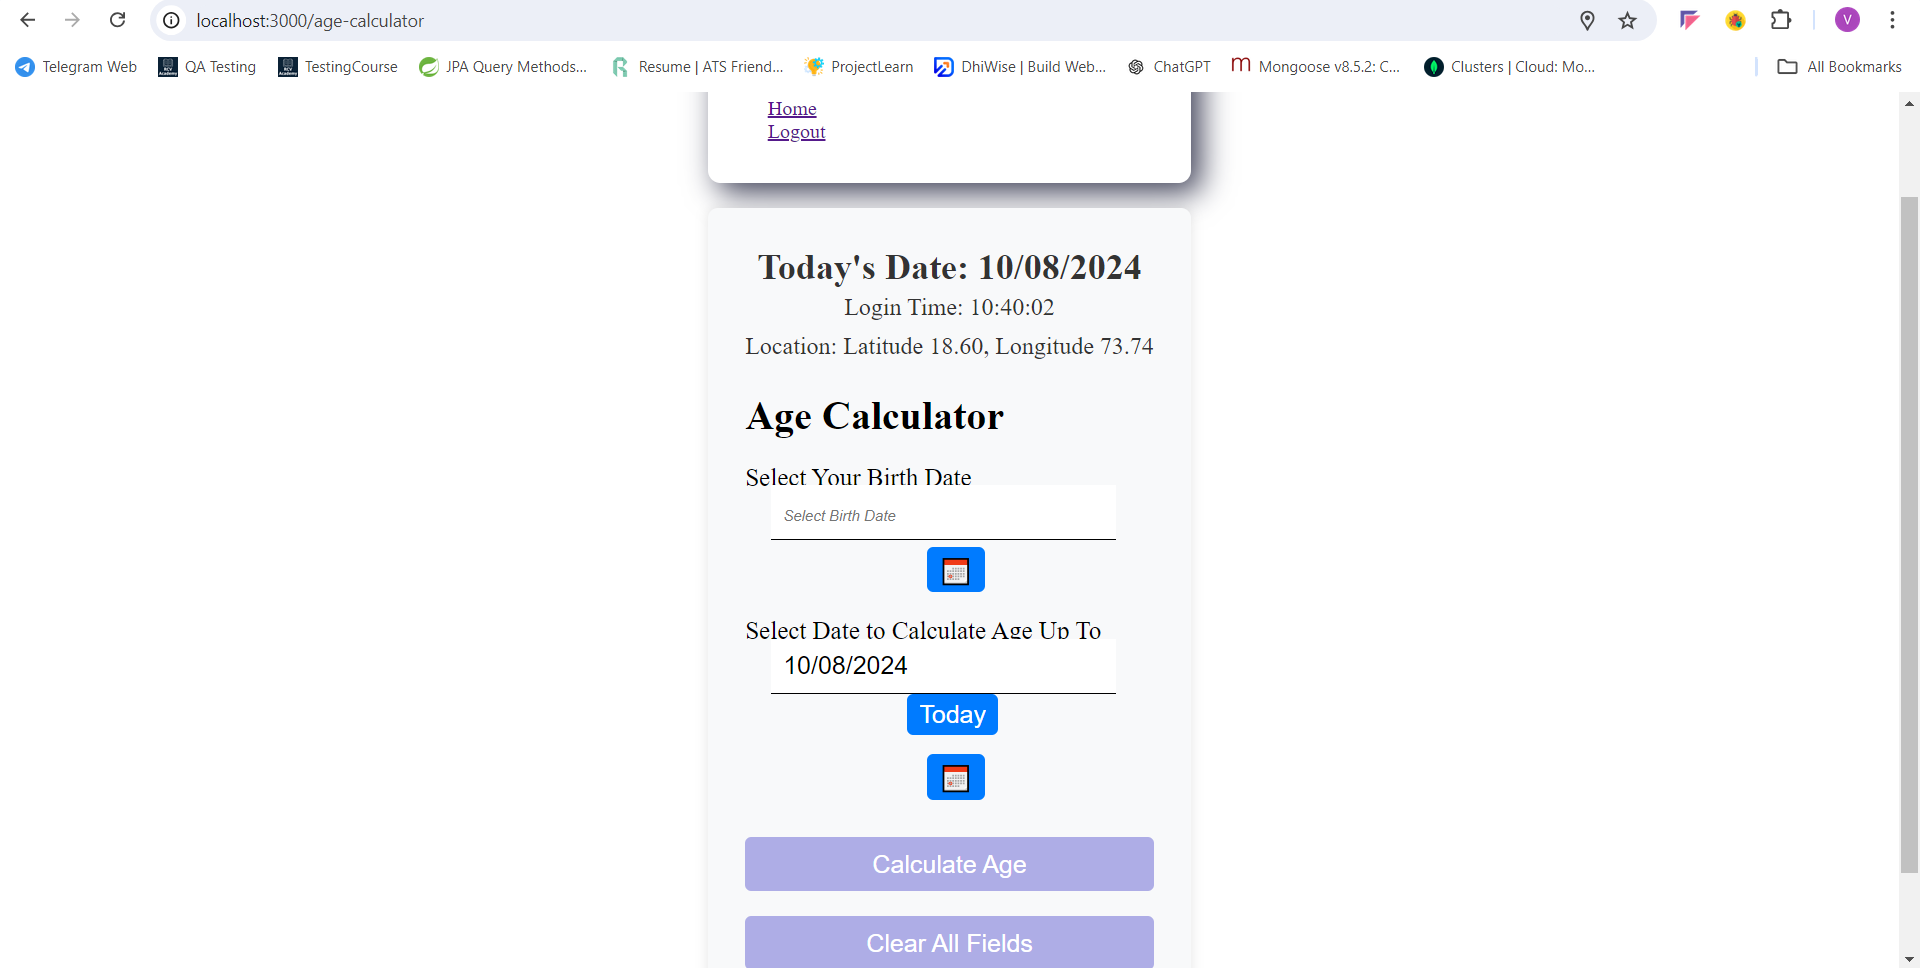 localhost:3000/age-calculator
V
Telegram Web
QA Testing
TestingCourse
JPA Query Methods...
Resume | ATS Friend...
ProjectLearn
DhiWise | Build Web...
ChatGPT
Mongoose v8.5.2: C...
Clusters | Cloud: Mo...
All Bookmarks
Home
Logout
Today's Date: 10/08/2024
Login Time: 10:40:02
Location: Latitude 18.60, Longitude 73.74
Age Calculator
Select Your Birth Date
Select Birth Date
Select Date to Calculate Age Up To
10/08/2024
Today
Calculate Age
Clear All Fields